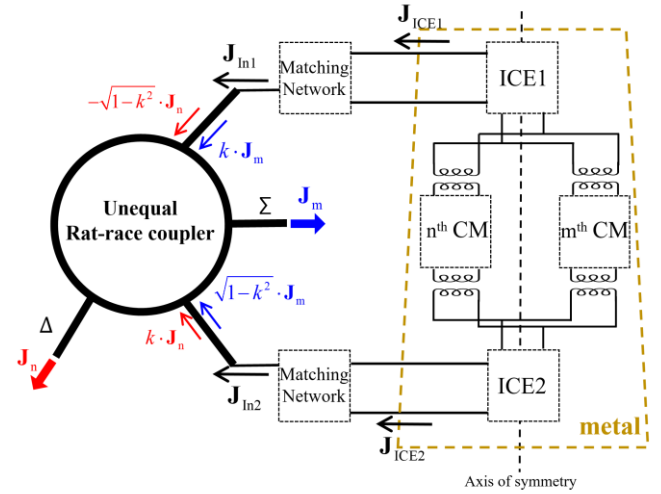 J_ICE1
J_In1
Matching
Network
ICE1
−√(1−k²)·J_n
k·J_m
Unequal
Rat-race coupler
Σ
J_m
n^th CM
m^th CM
√(1−k²)·J_m
k·J_n
Δ
J_n
J_In2
Matching
Network
ICE2
J_ICE2
metal
Axis of symmetry